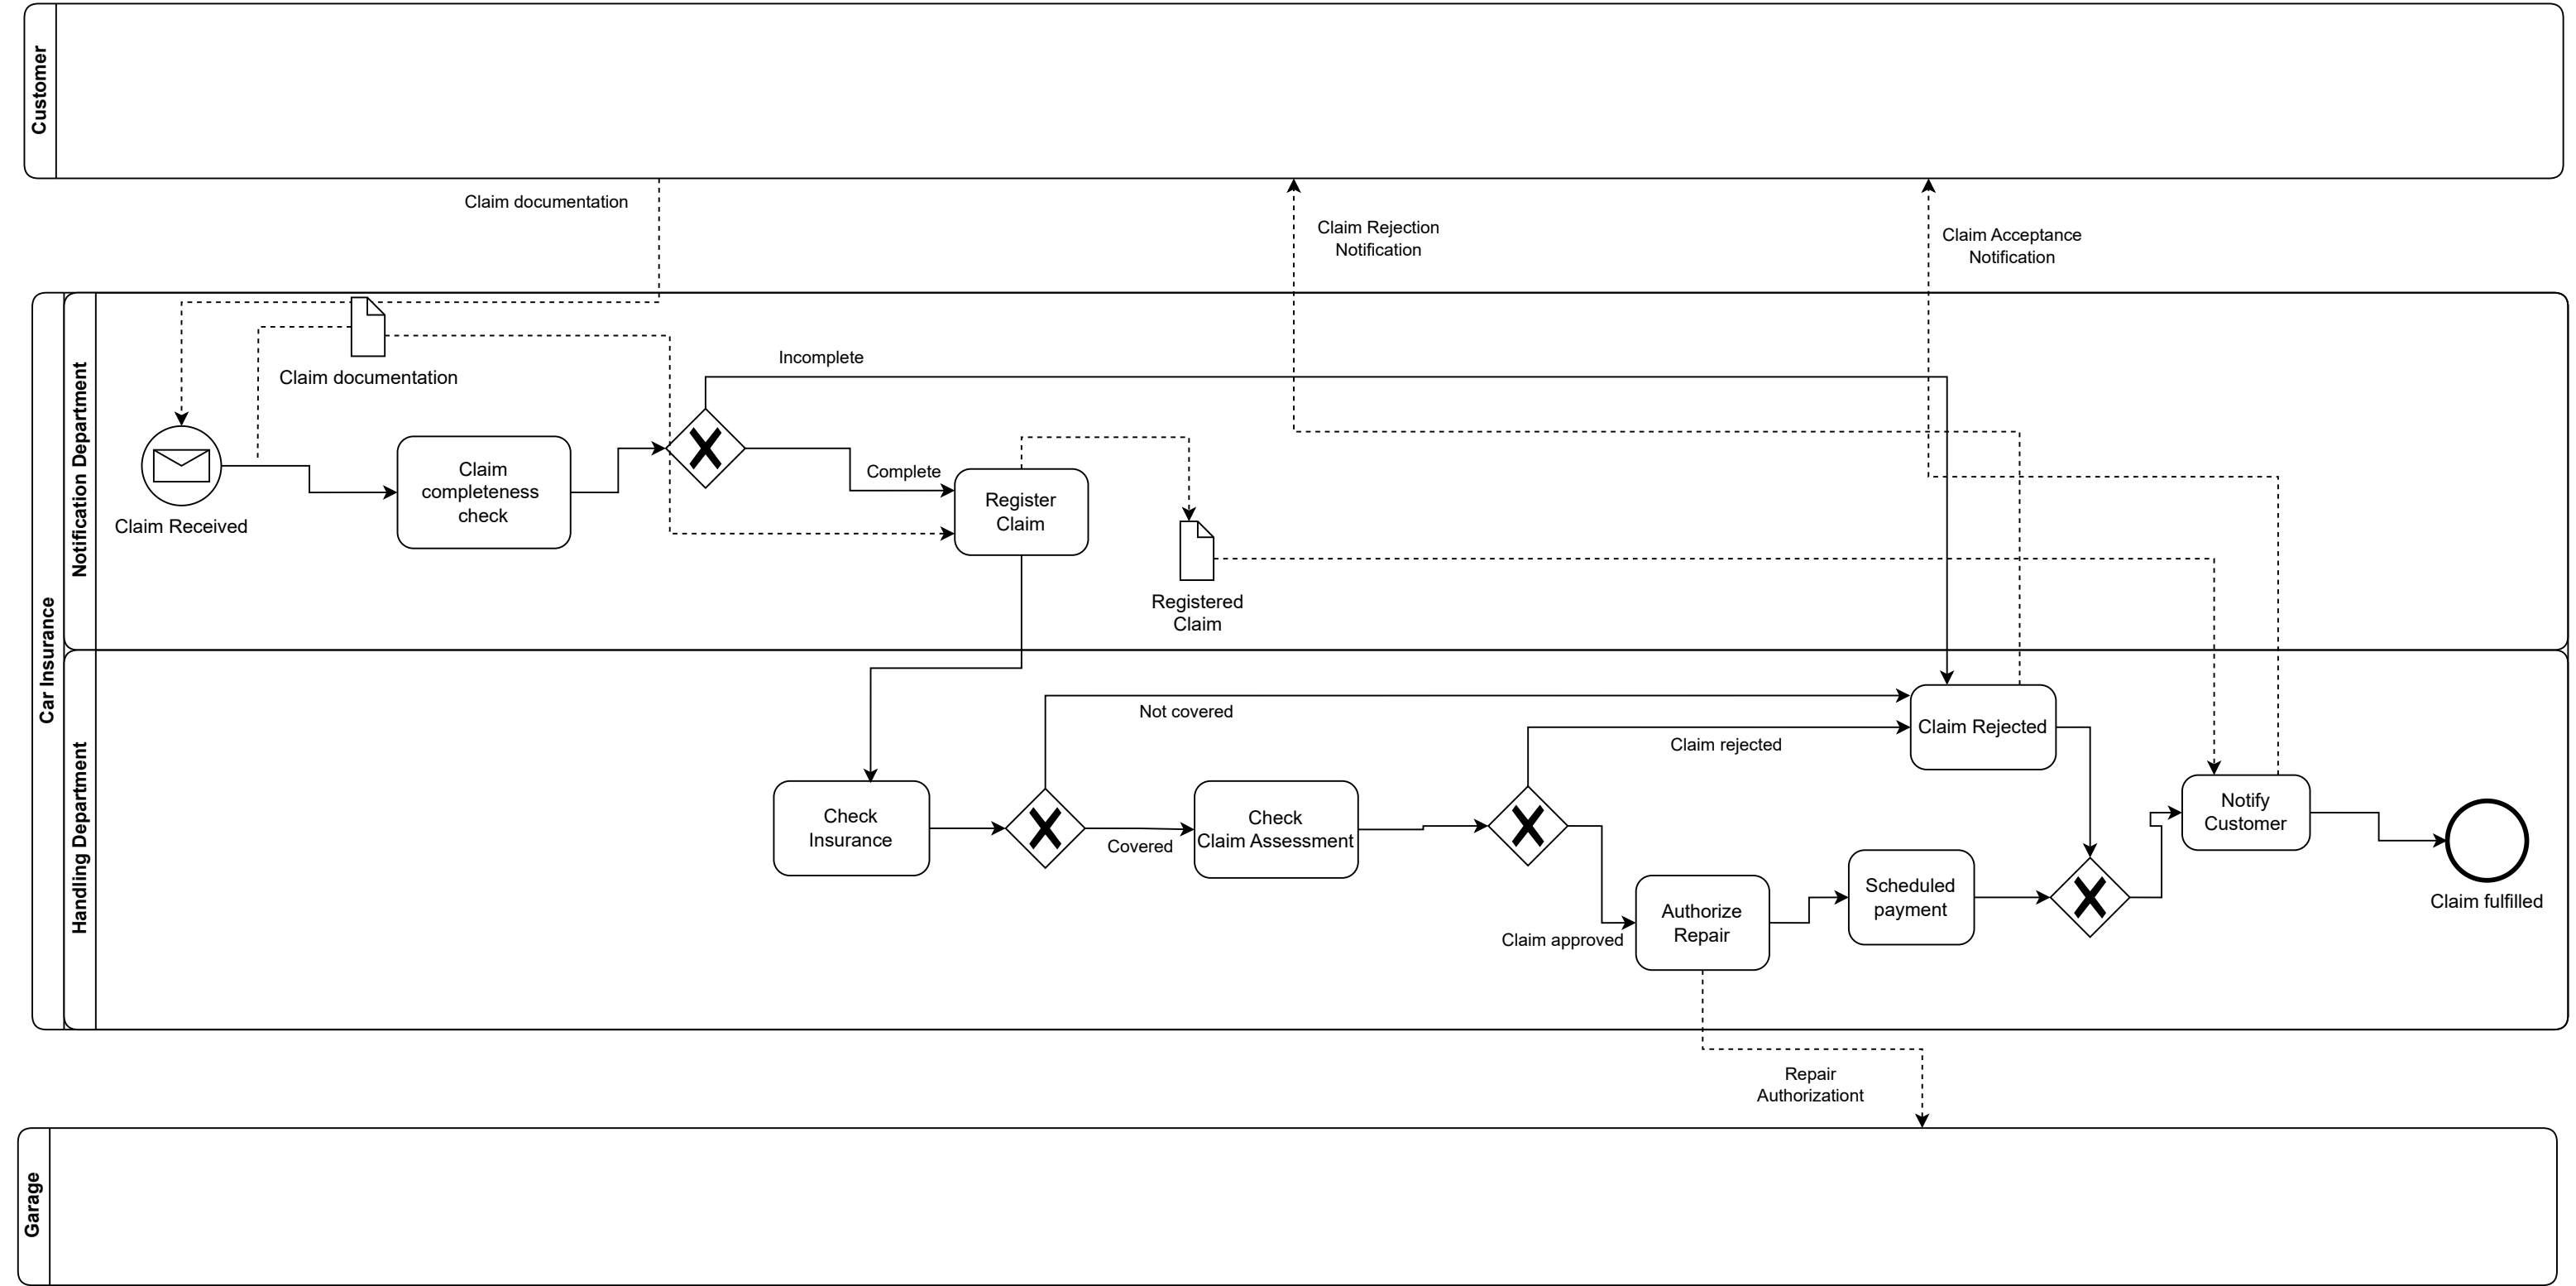 Customer
Claim documentation
Claim Rejection
Notification
Claim Acceptance
Notification
Car Insurance
Notification Department
Claim documentation
Incomplete
Claim Received
Claim
completeness
check
Complete
Register
Claim
Registered
Claim
Handling Department
Not covered
Claim rejected
Claim Rejected
Check
Insurance
Covered
Check
Claim Assessment
Claim approved
Authorize
Repair
Scheduled
payment
Notify
Customer
Claim fulfilled
Repair
Authorizationt
Garage